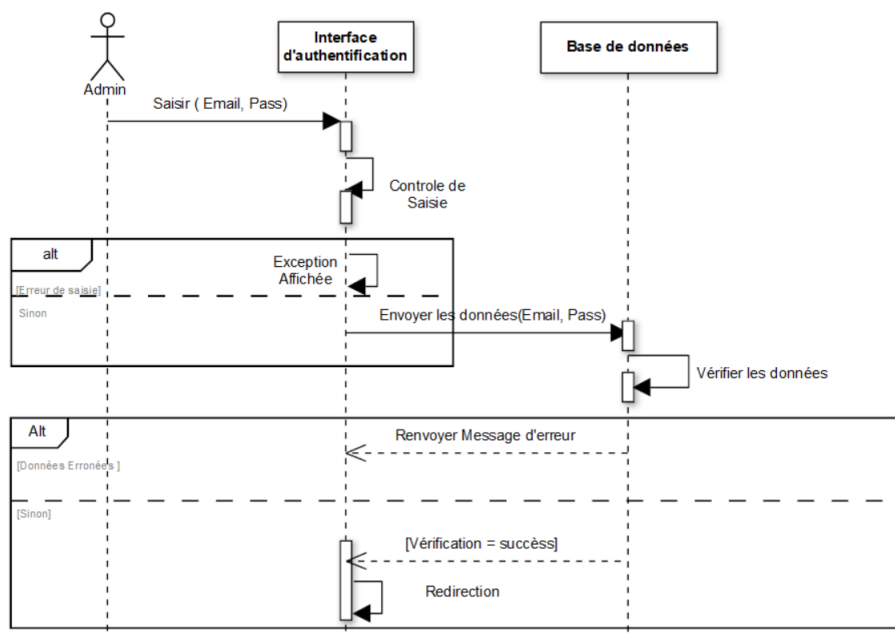 Interface
d'authentification
Base de données
Admin
Saisir ( Email, Pass)
Controle de
Saisie
alt
Exception
Affichée
[Erreur de saisie]
Sinon
Envoyer les données(Email, Pass)
Vérifier les données
Alt
Renvoyer Message d'erreur
[Données Erronées ]
[Sinon]
[Vérification = succèss]
Redirection